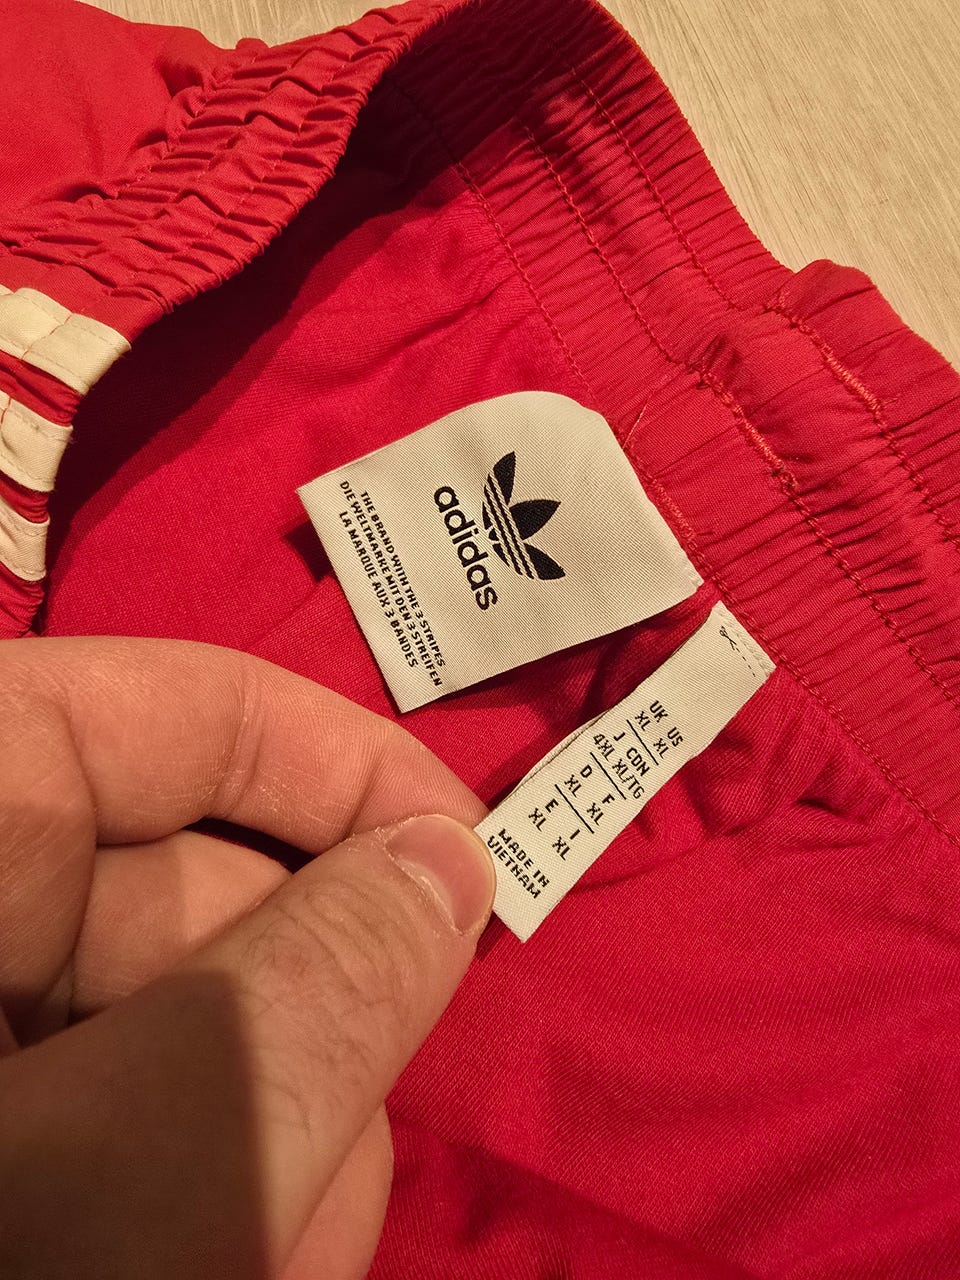 adidas
THE BRAND WITH THE 3 STRIPES
DIE WELTMARKE MIT DEN 3 STREIFEN
LA MARQUE AUX 3 BANDES
UK US
XL XL
J CDN
4XL XL/TG
D F
XL XL
E I
XL XL
MADE IN
VIETNAM